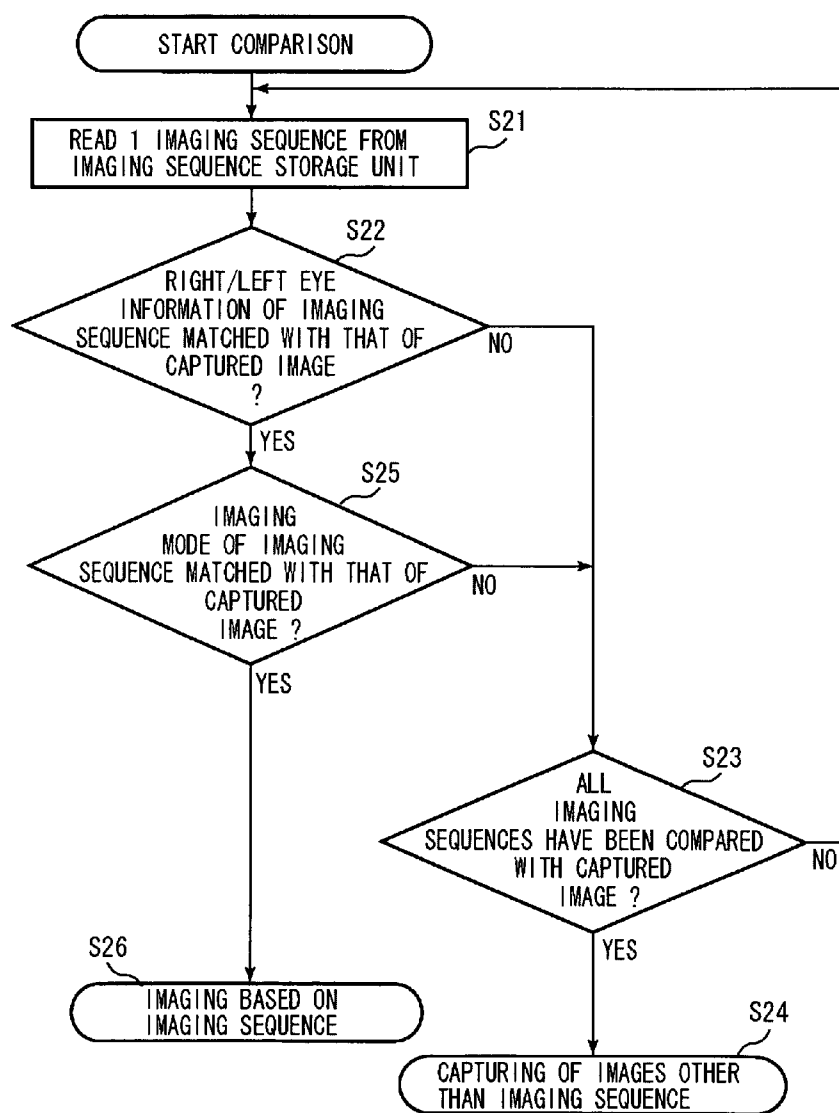 START COMPARISON
S21
READ 1 IMAGING SEQUENCE FROM
IMAGING SEQUENCE STORAGE UNIT
S22
RIGHT/LEFT EYE
INFORMATION OF IMAGING
SEQUENCE MATCHED WITH THAT OF
CAPTURED IMAGE
?
NO
YES
S25
IMAGING
MODE OF IMAGING
SEQUENCE MATCHED WITH THAT OF
CAPTURED
IMAGE ?
NO
YES
S23
ALL
IMAGING
SEQUENCES HAVE BEEN COMPARED
WITH CAPTURED
IMAGE ?
NO
YES
S26
IMAGING BASED ON
IMAGING SEQUENCE
S24
CAPTURING OF IMAGES OTHER
THAN IMAGING SEQUENCE